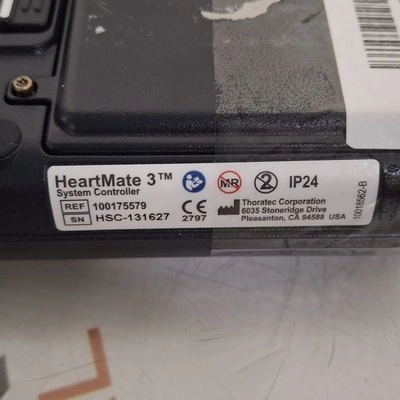 HeartMate 3™
System Controller
REF 100175579
SN HSC-131627
CE 2797
MR
2
IP24
Thoratec Corporation
6035 Stoneridge Drive
Pleasanton, CA 94588 USA
10018562-B